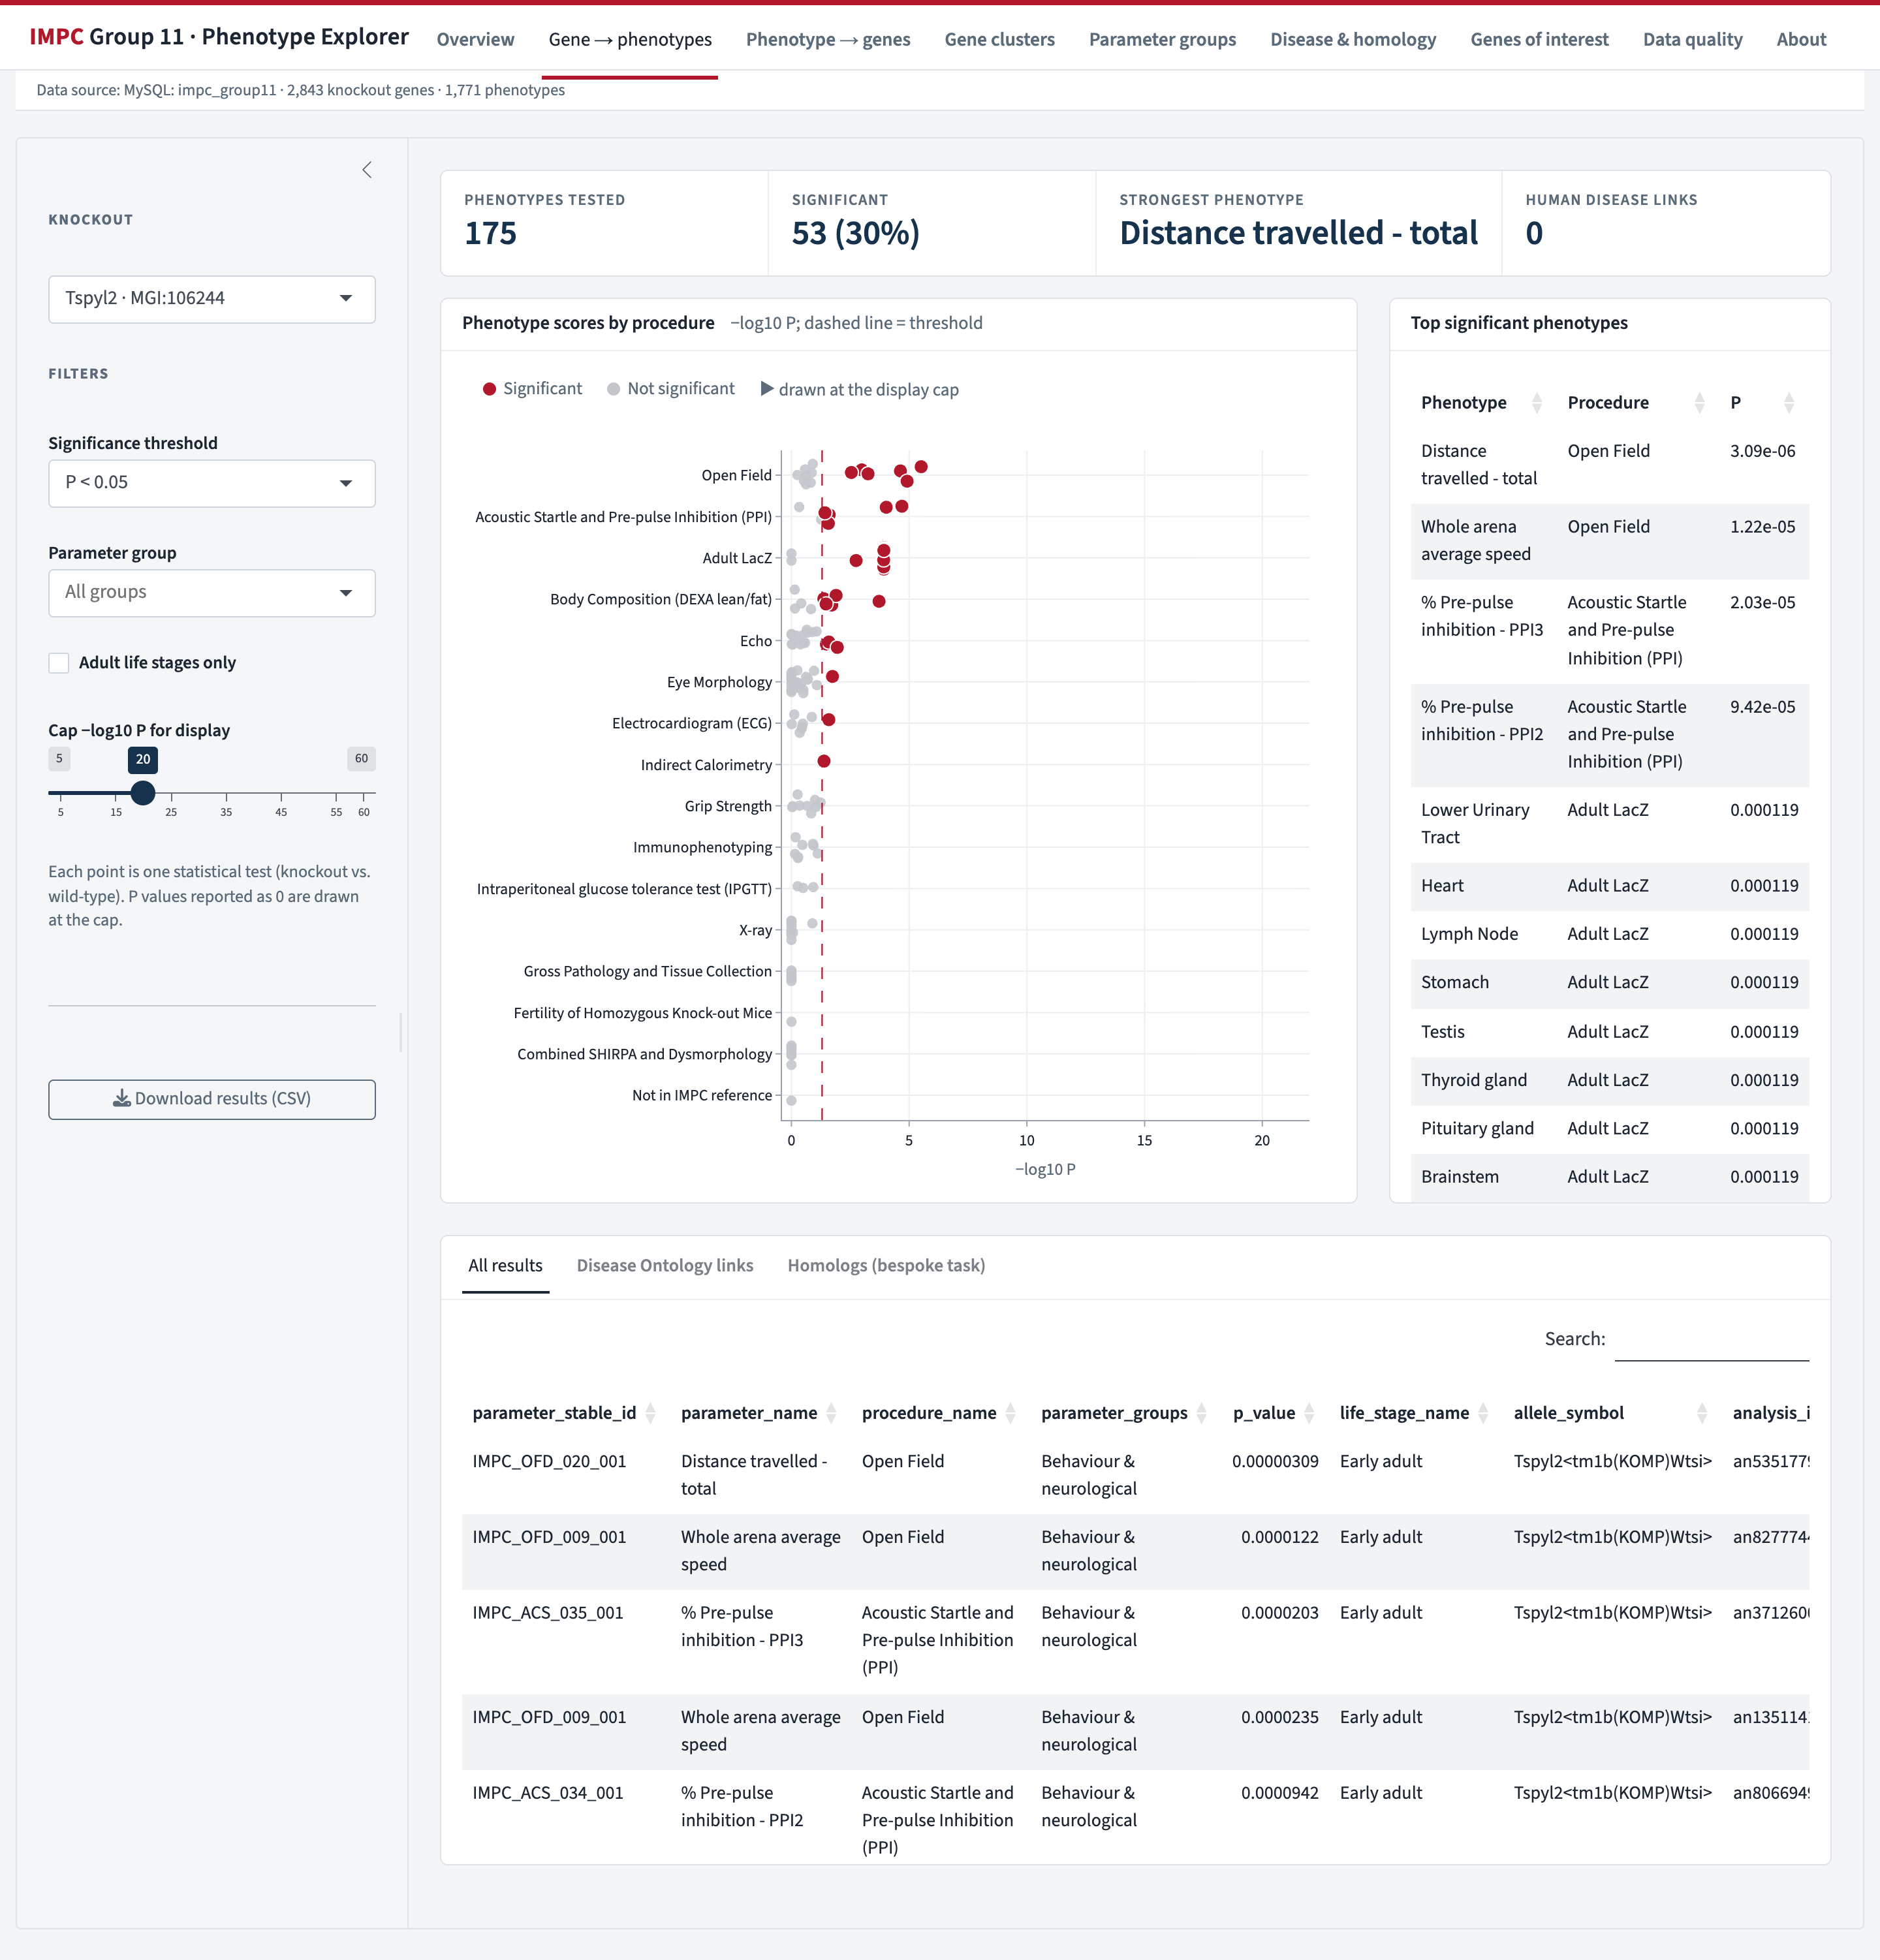 IMPC Group 11 · Phenotype Explorer
Overview
Gene → phenotypes
Phenotype → genes
Gene clusters
Parameter groups
Disease & homology
Genes of interest
Data quality
About
Data source: MySQL: impc_group11 · 2,843 knockout genes · 1,771 phenotypes
KNOCKOUT
Tspyl2 · MGI:106244
FILTERS
Significance threshold
P < 0.05
Parameter group
All groups
Adult life stages only
Cap −log10 P for display
5 20 60
5 15 25 35 45 55 60
Each point is one statistical test (knockout vs.
wild-type). P values reported as 0 are drawn
at the cap.
Download results (CSV)
PHENOTYPES TESTED
175
SIGNIFICANT
53 (30%)
STRONGEST PHENOTYPE
Distance travelled - total
HUMAN DISEASE LINKS
0
Phenotype scores by procedure −log10 P; dashed line = threshold
Significant Not significant drawn at the display cap
Open Field
Acoustic Startle and Pre-pulse Inhibition (PPI)
Adult LacZ
Body Composition (DEXA lean/fat)
Echo
Eye Morphology
Electrocardiogram (ECG)
Indirect Calorimetry
Grip Strength
Immunophenotyping
Intraperitoneal glucose tolerance test (IPGTT)
X-ray
Gross Pathology and Tissue Collection
Fertility of Homozygous Knock-out Mice
Combined SHIRPA and Dysmorphology
Not in IMPC reference
0 5 10 15 20
−log10 P
Top significant phenotypes
Phenotype Procedure P
Distance Open Field 3.09e-06
travelled - total
Whole arena Open Field 1.22e-05
average speed
% Pre-pulse Acoustic Startle 2.03e-05
inhibition - PPI3 and Pre-pulse
Inhibition (PPI)
% Pre-pulse Acoustic Startle 9.42e-05
inhibition - PPI2 and Pre-pulse
Inhibition (PPI)
Lower Urinary Adult LacZ 0.000119
Tract
Heart Adult LacZ 0.000119
Lymph Node Adult LacZ 0.000119
Stomach Adult LacZ 0.000119
Testis Adult LacZ 0.000119
Thyroid gland Adult LacZ 0.000119
Pituitary gland Adult LacZ 0.000119
Brainstem Adult LacZ 0.000119
All results
Disease Ontology links
Homologs (bespoke task)
Search:
parameter_stable_id parameter_name procedure_name parameter_groups p_value life_stage_name allele_symbol analysis_i
IMPC_OFD_020_001 Distance travelled - Open Field Behaviour & 0.00000309 Early adult Tspyl2<tm1b(KOMP)Wtsi> an535177
total neurological
IMPC_OFD_009_001 Whole arena average Open Field Behaviour & 0.0000122 Early adult Tspyl2<tm1b(KOMP)Wtsi> an827774
speed neurological
IMPC_ACS_035_001 % Pre-pulse Acoustic Startle and Behaviour & 0.0000203 Early adult Tspyl2<tm1b(KOMP)Wtsi> an371260
inhibition - PPI3 Pre-pulse Inhibition neurological
(PPI)
IMPC_OFD_009_001 Whole arena average Open Field Behaviour & 0.0000235 Early adult Tspyl2<tm1b(KOMP)Wtsi> an135114
speed neurological
IMPC_ACS_034_001 % Pre-pulse Acoustic Startle and Behaviour & 0.0000942 Early adult Tspyl2<tm1b(KOMP)Wtsi> an806694
inhibition - PPI2 Pre-pulse Inhibition neurological
(PPI)